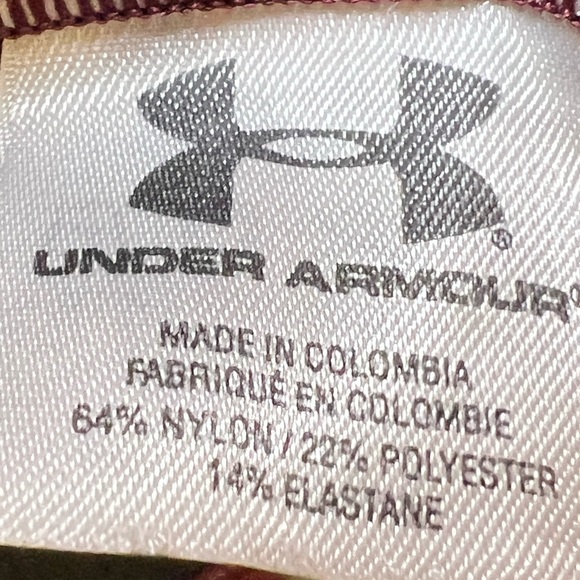 UNDER ARMOUR®
MADE IN COLOMBIA
FABRIQUÉ EN COLOMBIE
64% NYLON / 22% POLYESTER
14% ELASTANE